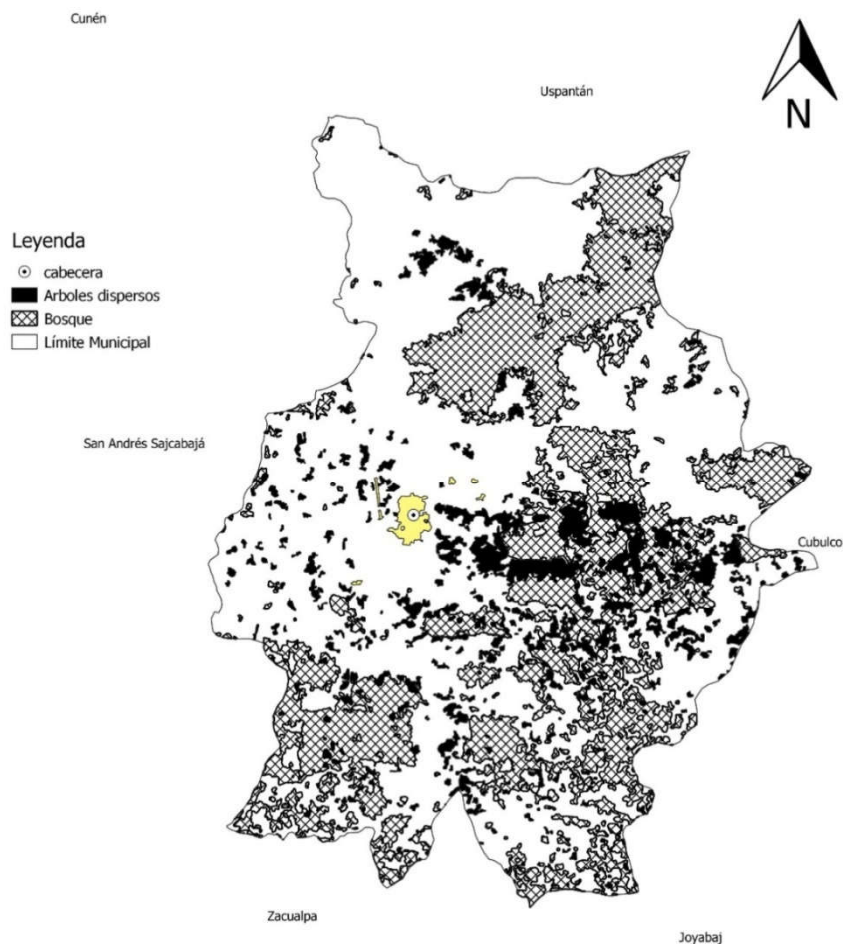 Cunén
Uspantán
N
Leyenda
cabecera
Arboles dispersos
Bosque
Límite Municipal
San Andrés Sajcabajá
Cubulco
Zacualpa
Joyabaj